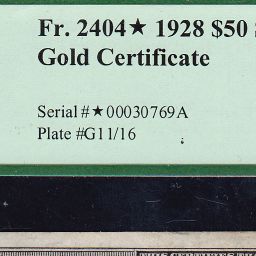 Fr. 2404★ 1928 $50
Gold Certificate
Serial #★00030769A
Plate #G11/16